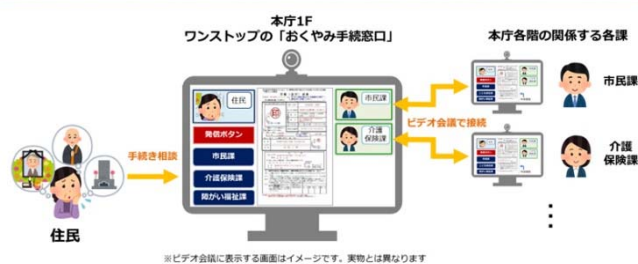 本庁1F
ワンストップの「おくやみ手続窓口」
本庁各階の関係する各課
住民
発信ボタン
市民課
介護保険課
障がい福祉課
市民課
介護
保険課
手続き相談
ビデオ会議で接続
市民課
介護
保険課
住民
※ビデオ会議に表示する画面はイメージです。実物とは異なります